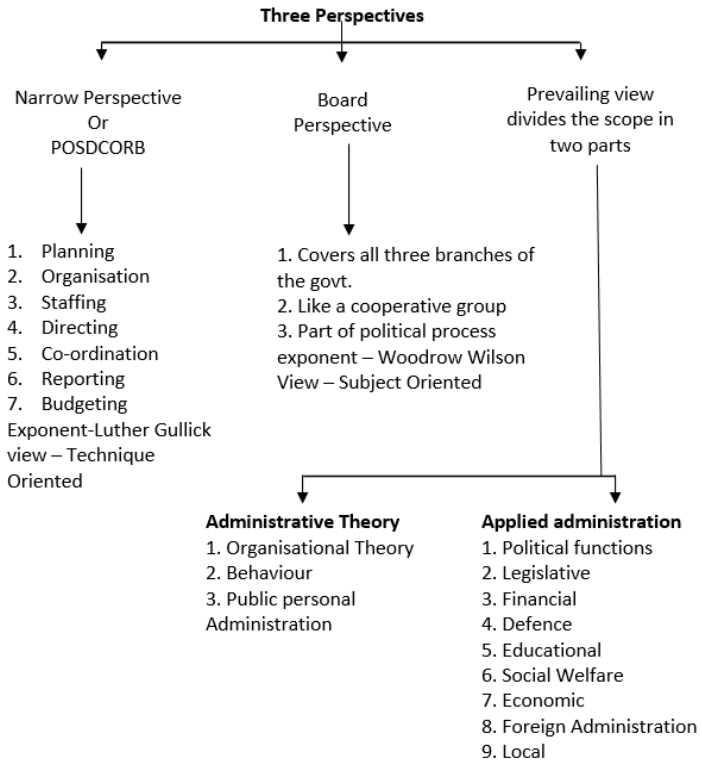 Three Perspectives
Narrow Perspective
Or
POSDCORB
Board
Perspective
Prevailing view
divides the scope in
two parts
1. Planning
2. Organisation
3. Staffing
4. Directing
5. Co-ordination
6. Reporting
7. Budgeting
Exponent-Luther Gullick
view – Technique
Oriented
1. Covers all three branches of
the govt.
2. Like a cooperative group
3. Part of political process
exponent – Woodrow Wilson
View – Subject Oriented
Administrative Theory
1. Organisational Theory
2. Behaviour
3. Public personal
Administration
Applied administration
1. Political functions
2. Legislative
3. Financial
4. Defence
5. Educational
6. Social Welfare
7. Economic
8. Foreign Administration
9. Local